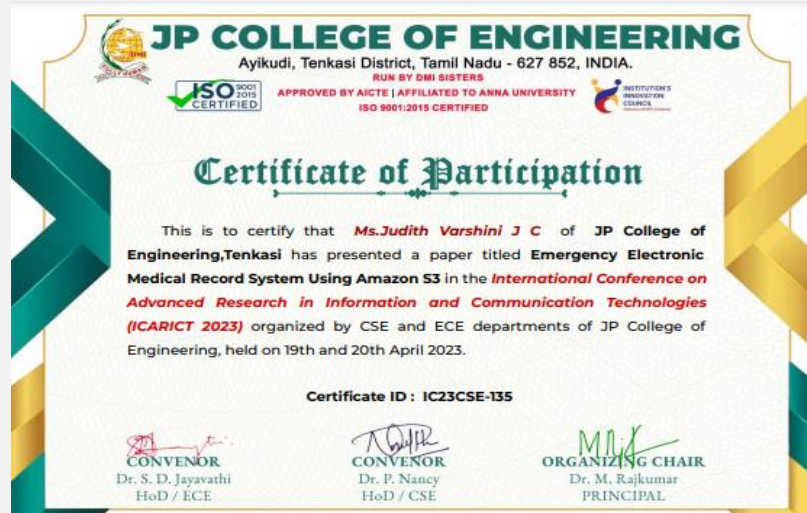 JP COLLEGE OF ENGINEERING
Ayikudi, Tenkasi District, Tamil Nadu - 627 852, INDIA.
RUN BY DMI SISTERS
APPROVED BY AICTE | AFFILIATED TO ANNA UNIVERSITY
ISO 9001:2015 CERTIFIED
ISO 9001 2015
CERTIFIED
INSTITUTION'S
INNOVATION
COUNCIL
Certificate of Participation
This is to certify that Ms.Judith Varshini J C of JP College of
Engineering,Tenkasi has presented a paper titled Emergency Electronic
Medical Record System Using Amazon S3 in the International Conference on
Advanced Research in Information and Communication Technologies
(ICARICT 2023) organized by CSE and ECE departments of JP College of
Engineering, held on 19th and 20th April 2023.
Certificate ID : IC23CSE-135
CONVENOR
Dr. S. D. Jayavathi
HoD / ECE
CONVENOR
Dr. P. Nancy
HoD / CSE
ORGANIZING CHAIR
Dr. M. Rajkumar
PRINCIPAL